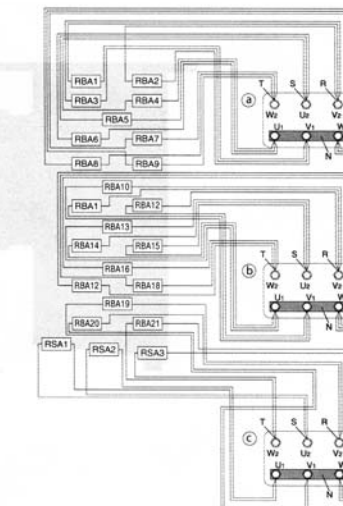 RBA1 RBA2
RBA3 RBA4
RBA5
RBA6 RBA7
RBA8 RBA9
T S R
a
W2 U2 V2
U1 V1 W
N
RBA10
RBA1 RBA12
RBA13
RBA14 RBA15
RBA16
RBA12 RBA18
RBA19
RBA20 RBA21
T S R
b
W2 U2 V2
U1 V1 W
N
RSA1 RSA2 RSA3
T S R
c
W2 U2 V2
U1 V1 W
N